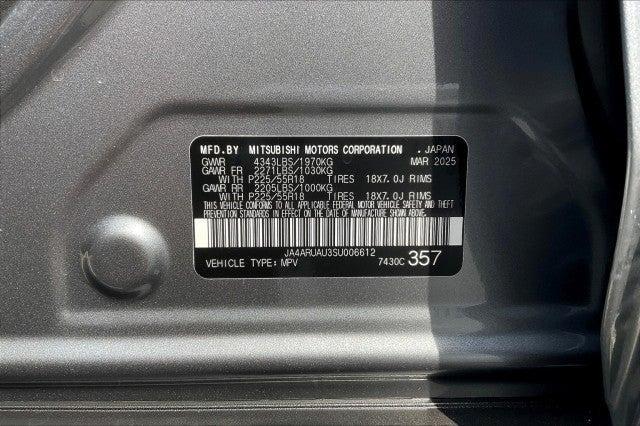 MFD.BY MITSUBISHI MOTORS CORPORATION . JAPAN
GVWR 4343LBS/1970KG MAR 2025
GAWR FR 2271LBS/1030KG
WITH P225/55R18 TIRES 18X7.0J RIMS
GAWR RR 2205LBS/1000KG
WITH P225/55R18 TIRES 18X7.0J RIMS
THIS VEHICLE CONFORMS TO ALL APPLICABLE FEDERAL MOTOR VEHICLE SAFETY AND THEFT
PREVENTION STANDARDS IN EFFECT ON THE DATE OF MANUFACTURE SHOWN ABOVE.
JA4ARUAU3SU006612
VEHICLE TYPE: MPV 7430C 357